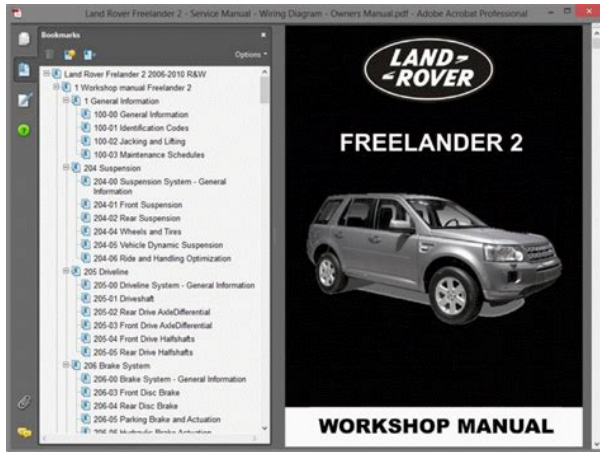 Land Rover Freelander 2 - Service Manual - Wiring Diagram - Owners Manual.pdf - Adobe Acrobat Professional
Bookmarks
Options
Land Rover Frelander 2 2006-2010 R&W
1 Workshop manual Freelander 2
1 General Information
100-00 General Information
100-01 Identification Codes
100-02 Jacking and Lifting
100-03 Maintenance Schedules
204 Suspension
204-00 Suspension System - General
Information
204-01 Front Suspension
204-02 Rear Suspension
204-04 Wheels and Tires
204-05 Vehicle Dynamic Suspension
204-06 Ride and Handling Optimization
205 Driveline
205-00 Driveline System - General Information
205-01 Driveshaft
205-02 Rear Drive AxleDifferential
205-03 Front Drive AxleDifferential
205-04 Front Drive Halfshafts
205-05 Rear Drive Halfshafts
206 Brake System
206-00 Brake System - General Information
206-03 Front Disc Brake
206-04 Rear Disc Brake
206-05 Parking Brake and Actuation
206-06 Hydraulic Brake Actuation
LAND
ROVER
FREELANDER 2
WORKSHOP MANUAL